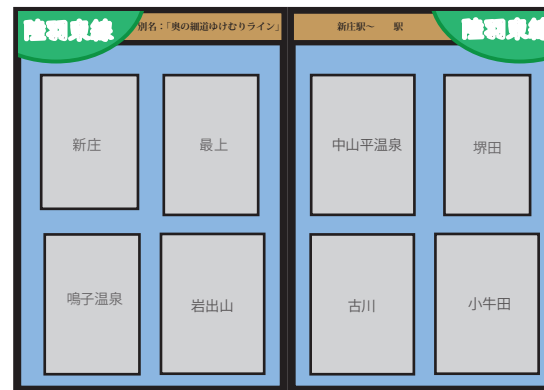 陸羽東線
別名：「奥の細道ゆけむりライン」
新庄駅～　駅
陸羽東線
新庄
最上
中山平温泉
堺田
鳴子温泉
岩出山
古川
小牛田